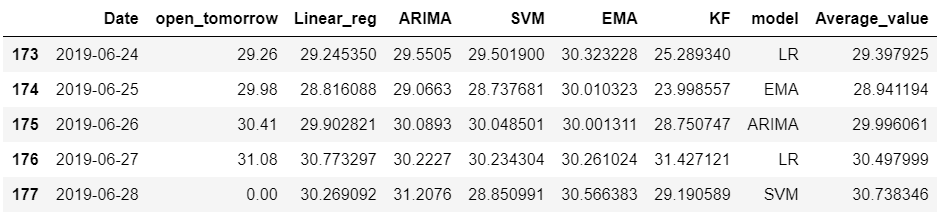 Date open_tomorrow Linear_reg ARIMA SVM EMA KF model Average_value
173 2019-06-24 29.26 29.245350 29.5505 29.501900 30.323228 25.289340 LR 29.397925
174 2019-06-25 29.98 28.816088 29.0663 28.737681 30.010323 23.998557 EMA 28.941194
175 2019-06-26 30.41 29.902821 30.0893 30.048501 30.001311 28.750747 ARIMA 29.996061
176 2019-06-27 31.08 30.773297 30.2227 30.234304 30.261024 31.427121 LR 30.497999
177 2019-06-28 0.00 30.269092 31.2076 28.850991 30.566383 29.190589 SVM 30.738346